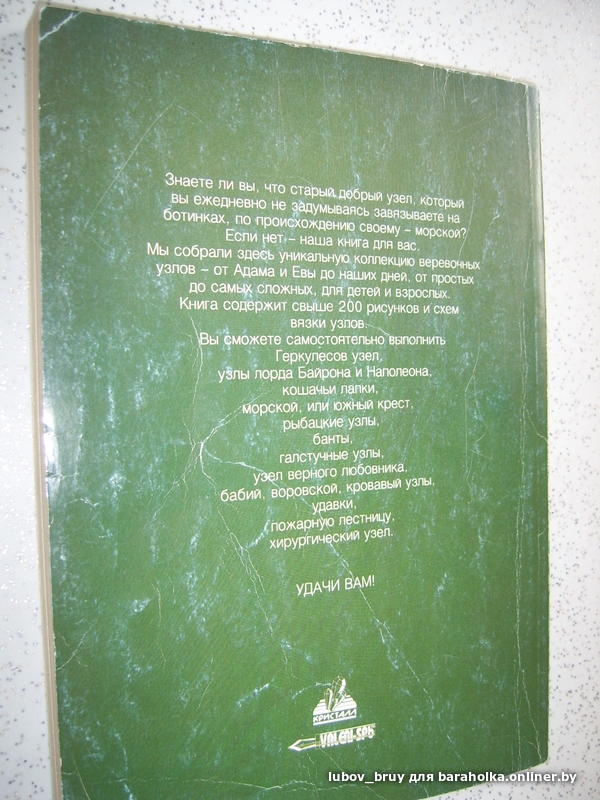 Знаете ли вы, что старый добрый узел, который
вы ежедневно не задумываясь завязываете на
ботинках, по происхождению своему – морской?
Если нет – наша книга для вас.
Мы собрали здесь уникальную коллекцию веревочных
узлов – от Адама и Евы до наших дней, от простых
до самых сложных, для детей и взрослых.
Книга содержит свыше 200 рисунков и схем
вязки узлов.
Вы сможете самостоятельно выполнить
Геркулесов узел,
узлы лорда Байрона и Наполеона,
кошачьи лапки,
морской, или южный крест,
рыбацкие узлы,
банты,
галстучные узлы,
узел верного любовника,
бабий, воровской, кровавый узлы,
удавки,
пожарную лестницу,
хирургический узел.
УДАЧИ ВАМ!
КРИСТАЛЛ
VALERI-SPb
lubov_bruy для baraholka.onliner.by